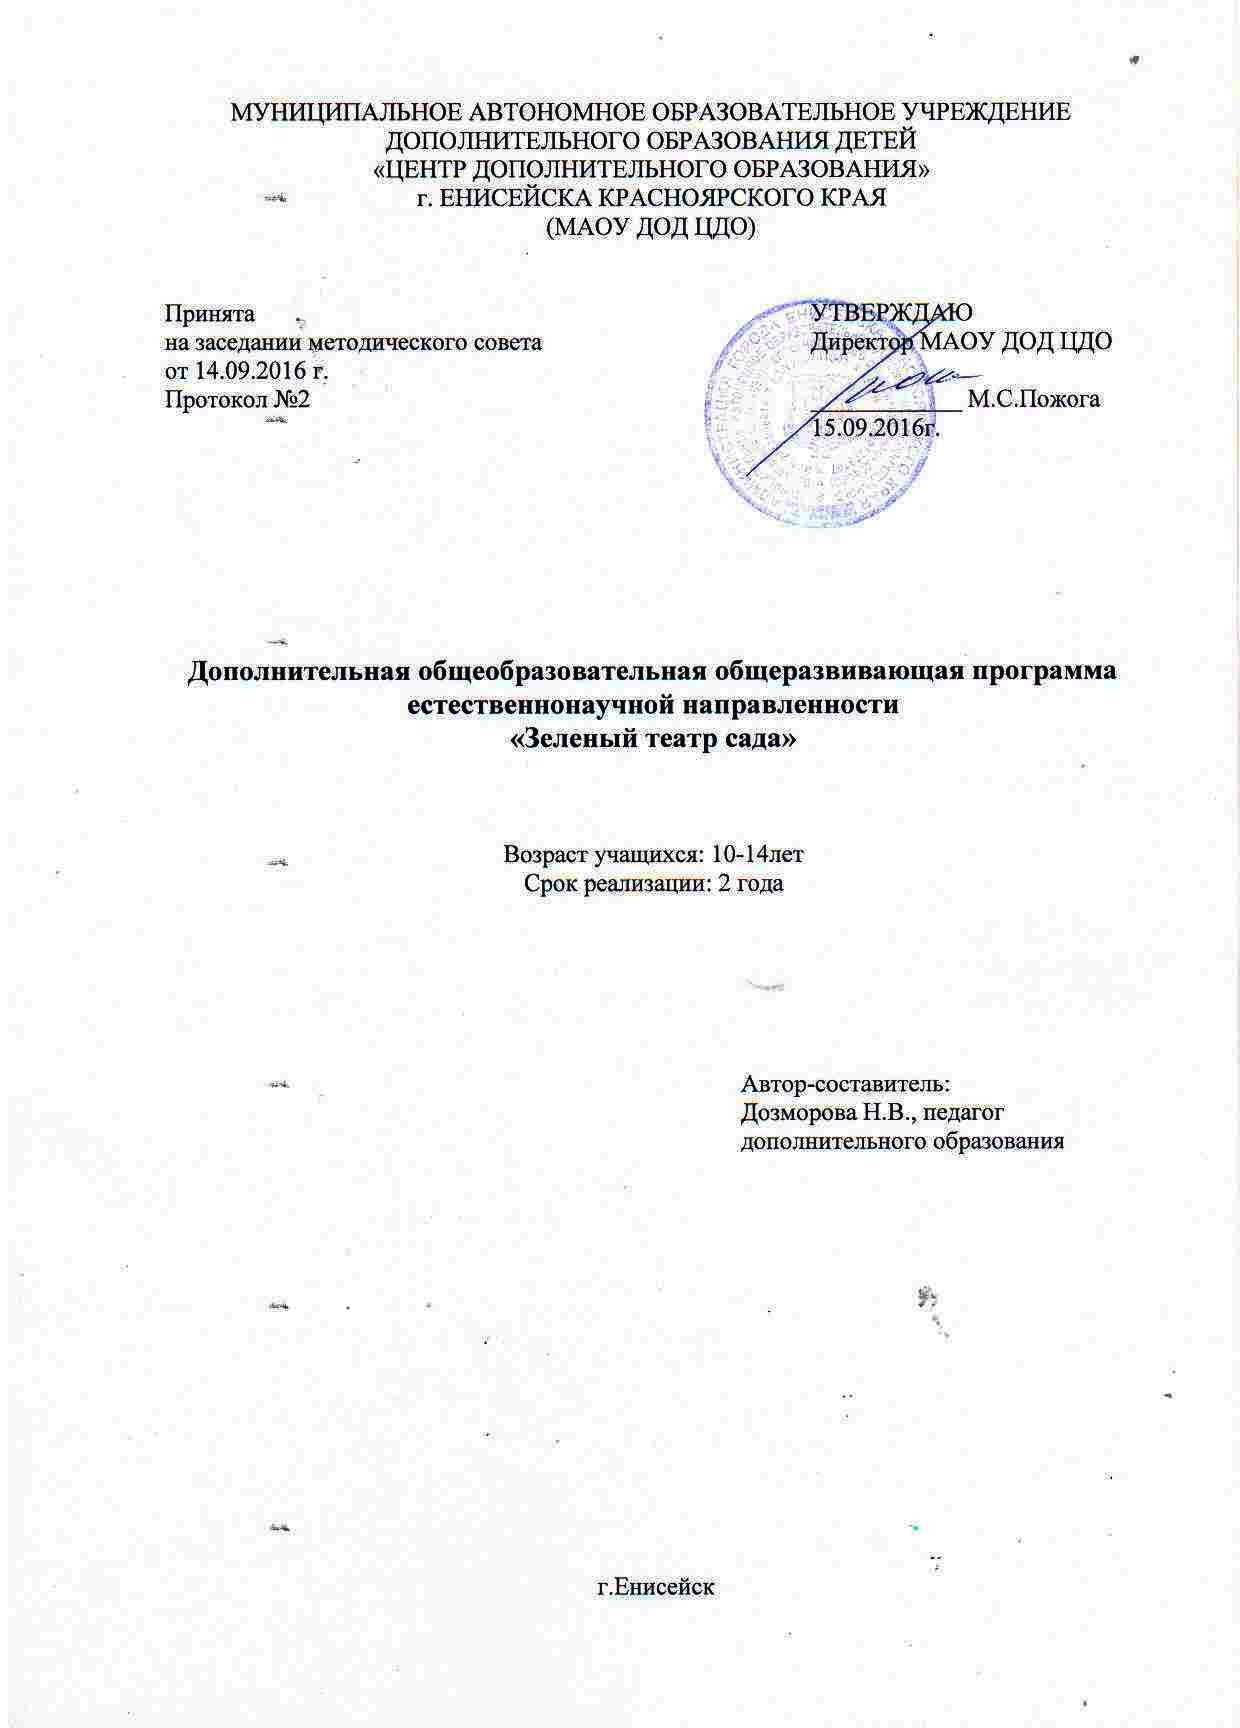 МУНИЦИПАЛЬНОЕ АВТОНОМНОЕ ОБРАЗОВАТЕЛЬНОЕ УЧРЕЖДЕНИЕ
ДОПОЛНИТЕЛЬНОГО ОБРАЗОВАНИЯ ДЕТЕЙ
«ЦЕНТР ДОПОЛНИТЕЛЬНОГО ОБРАЗОВАНИЯ»
г. ЕНИСЕЙСКА КРАСНОЯРСКОГО КРАЯ
(МАОУ ДОД ЦДО)
Принята
на заседании методического совета
от 14.09.2016 г.
Протокол №2
УТВЕРЖДАЮ
Директор МАОУ ДОД ЦДО
____________ М.С.Пожога
15.09.2016г.
Дополнительная общеобразовательная общеразвивающая программа
естественнонаучной направленности
«Зеленый театр сада»
Возраст учащихся: 10-14лет
Срок реализации: 2 года
Автор-составитель:
Дозморова Н.В., педагог
дополнительного образования
г.Енисейск